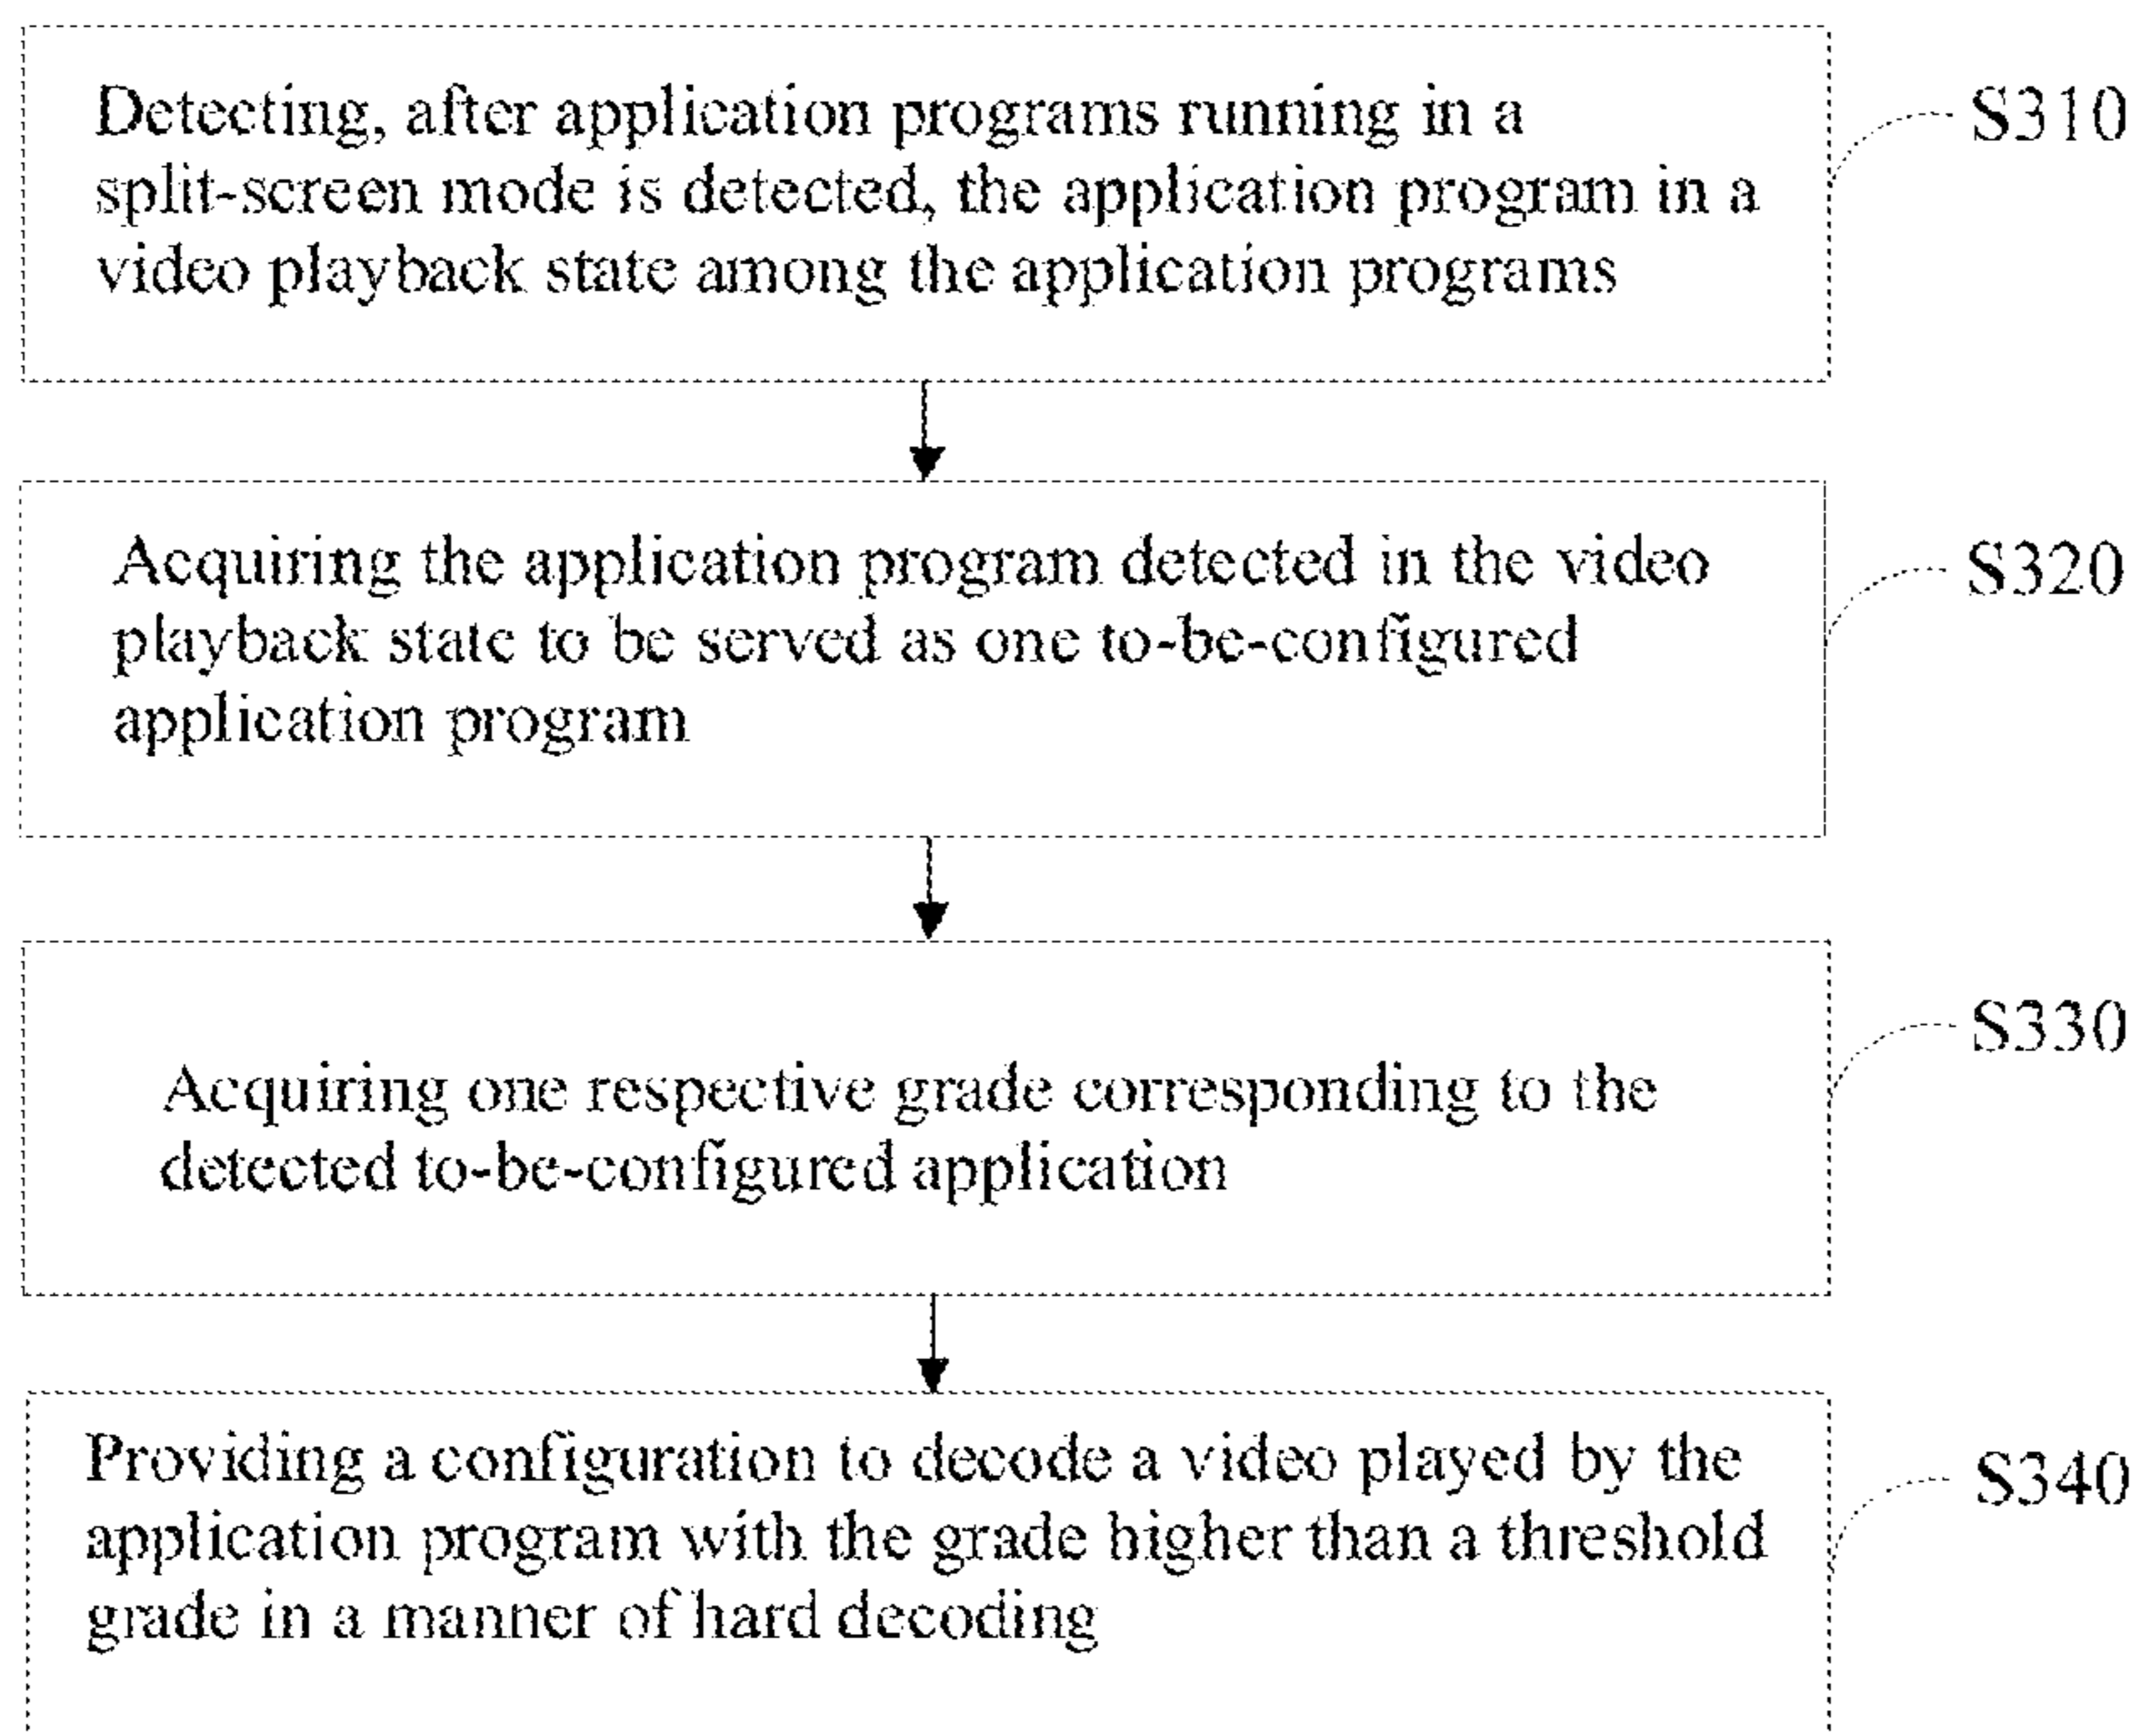 Detecting, after application programs running in a
split-screen mode is detected, the application program in a
video playback state among the application programs
S310
Acquiring the application program detected in the video
playback state to be served as one to-be-configured
application program
S320
Acquiring one respective grade corresponding to the
detected to-be-configured application
S330
Providing a configuration to decode a video played by the
application program with the grade higher than a threshold
grade in a manner of hard decoding
S340